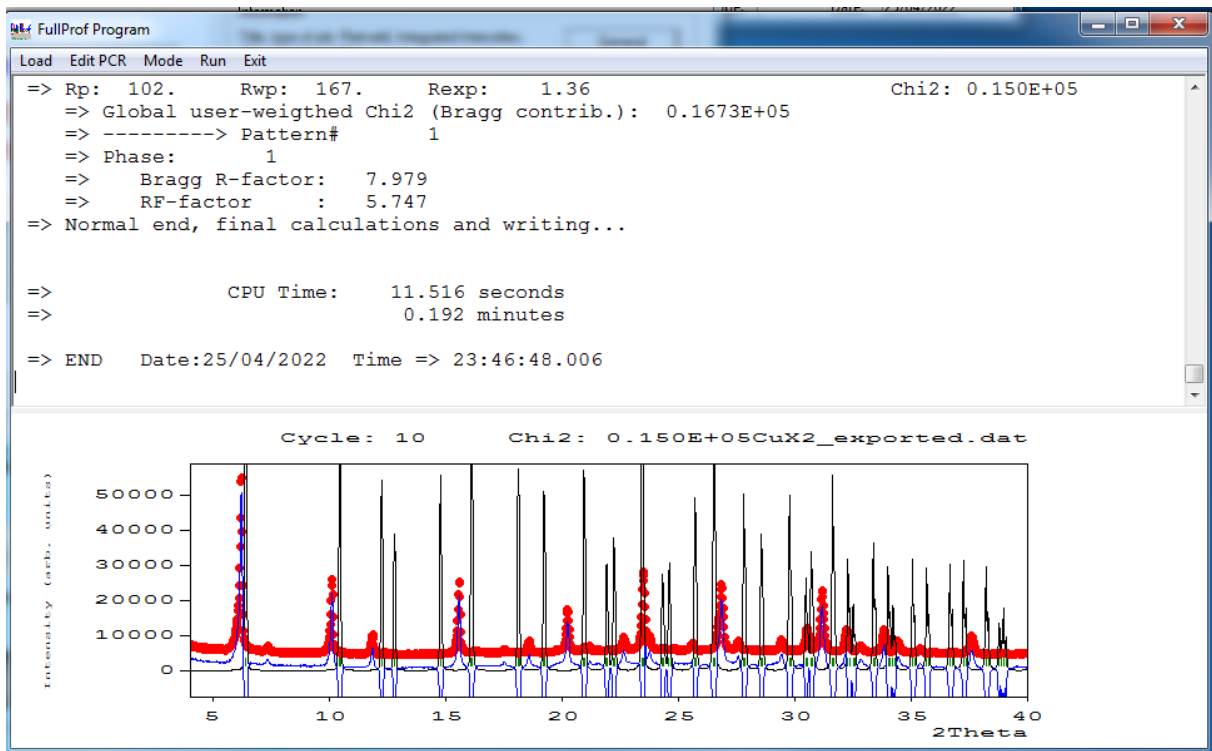 FullProf Program
Load Edit PCR Mode Run Exit
=> Rp: 102. Rwp: 167. Rexp: 1.36 Chi2: 0.150E+05
=> Global user-weigthed Chi2 (Bragg contrib.): 0.1673E+05
=> ---------> Pattern# 1
=> Phase: 1
=> Bragg R-factor: 7.979
=> RF-factor : 5.747
=> Normal end, final calculations and writing...
=> CPU Time: 11.516 seconds
=> 0.192 minutes
=> END Date:25/04/2022 Time => 23:46:48.006
Cycle: 10 Chi2: 0.150E+05CuX2_exported.dat
Intensity (arb. units)
50000
40000
30000
20000
10000
0
5 10 15 20 25 30 35 40
2Theta